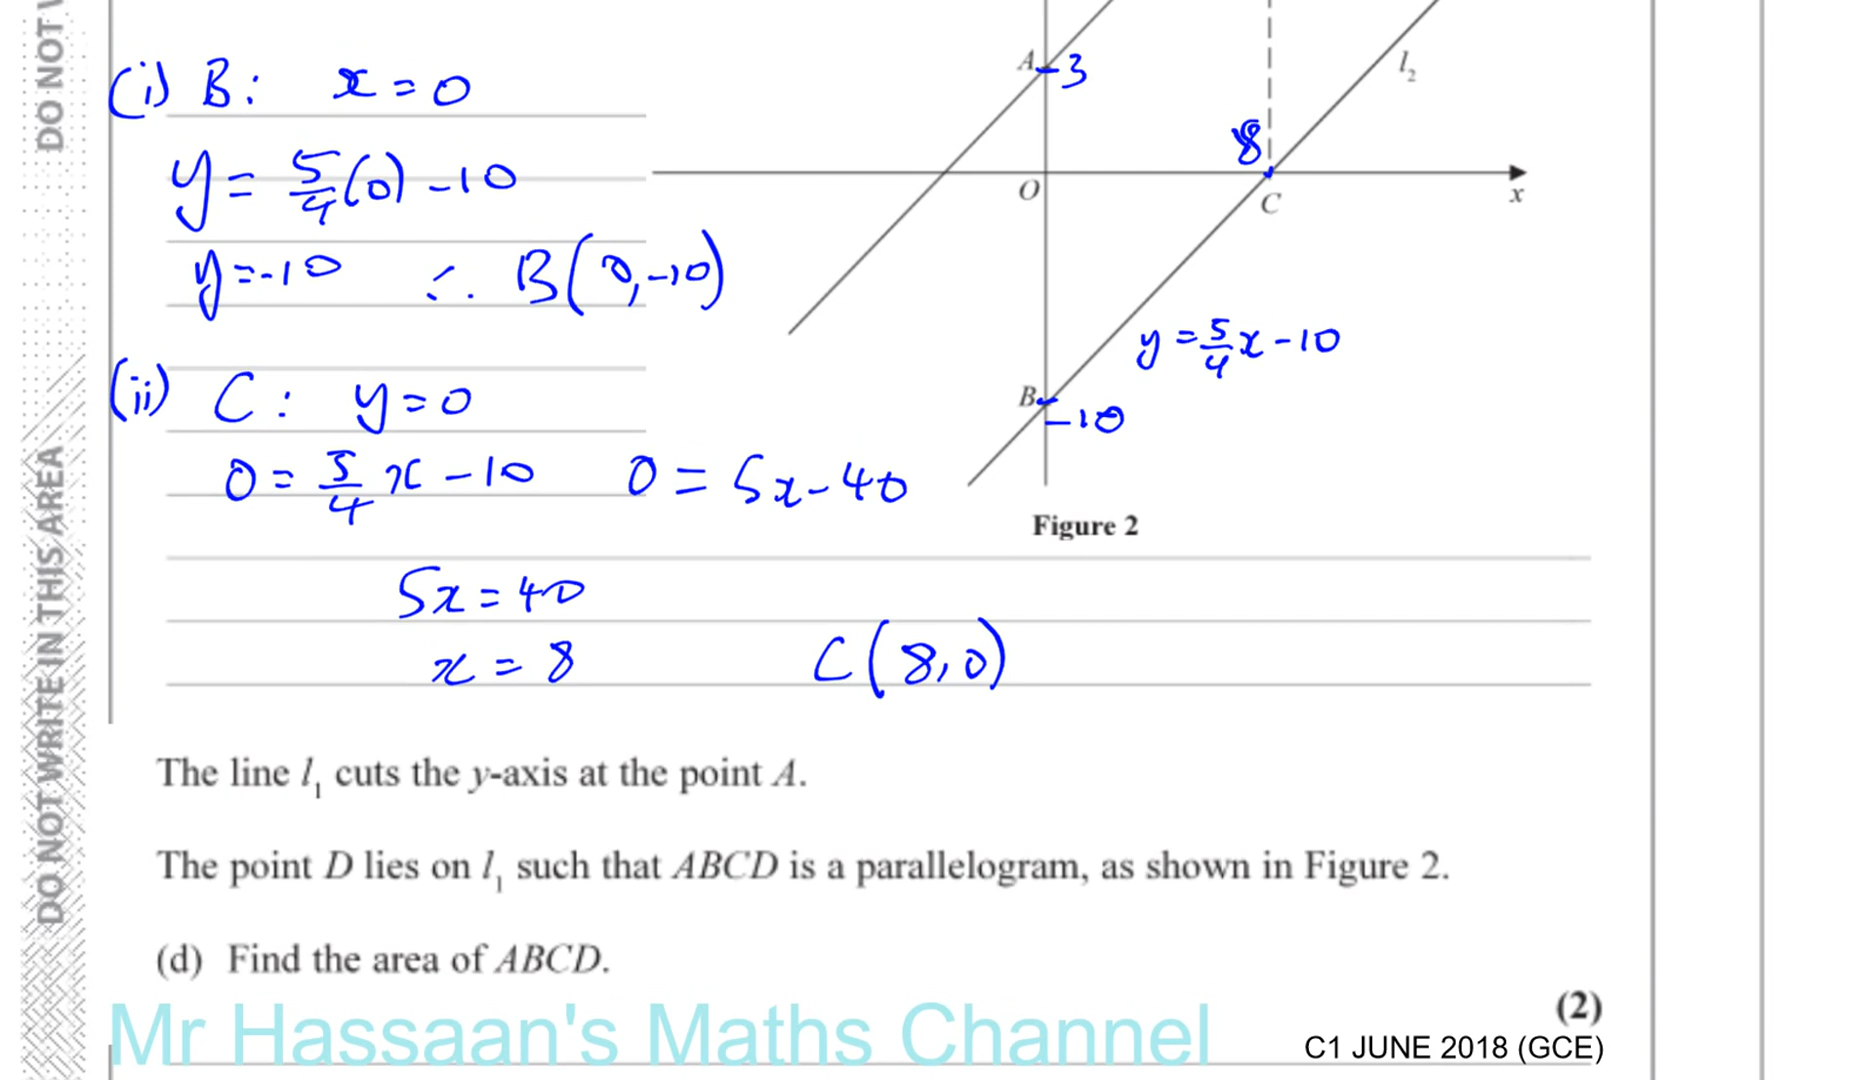 DO NOT
DO NOT WRITE IN THIS AREA
(i) B: x = 0
y = 5/4(0) - 10
y = -10 ∴ B(0, -10)
(ii) C: y = 0
0 = 5/4 x - 10 0 = 5x - 40
5x = 40
x = 8 C(8, 0)
A 3
l₂
8
O
C
x
y = 5/4 x - 10
B -10
Figure 2
The line l₁ cuts the y-axis at the point A.
The point D lies on l₁ such that ABCD is a parallelogram, as shown in Figure 2.
(d) Find the area of ABCD.
(2)
Mr Hassaan's Maths Channel
C1 JUNE 2018 (GCE)